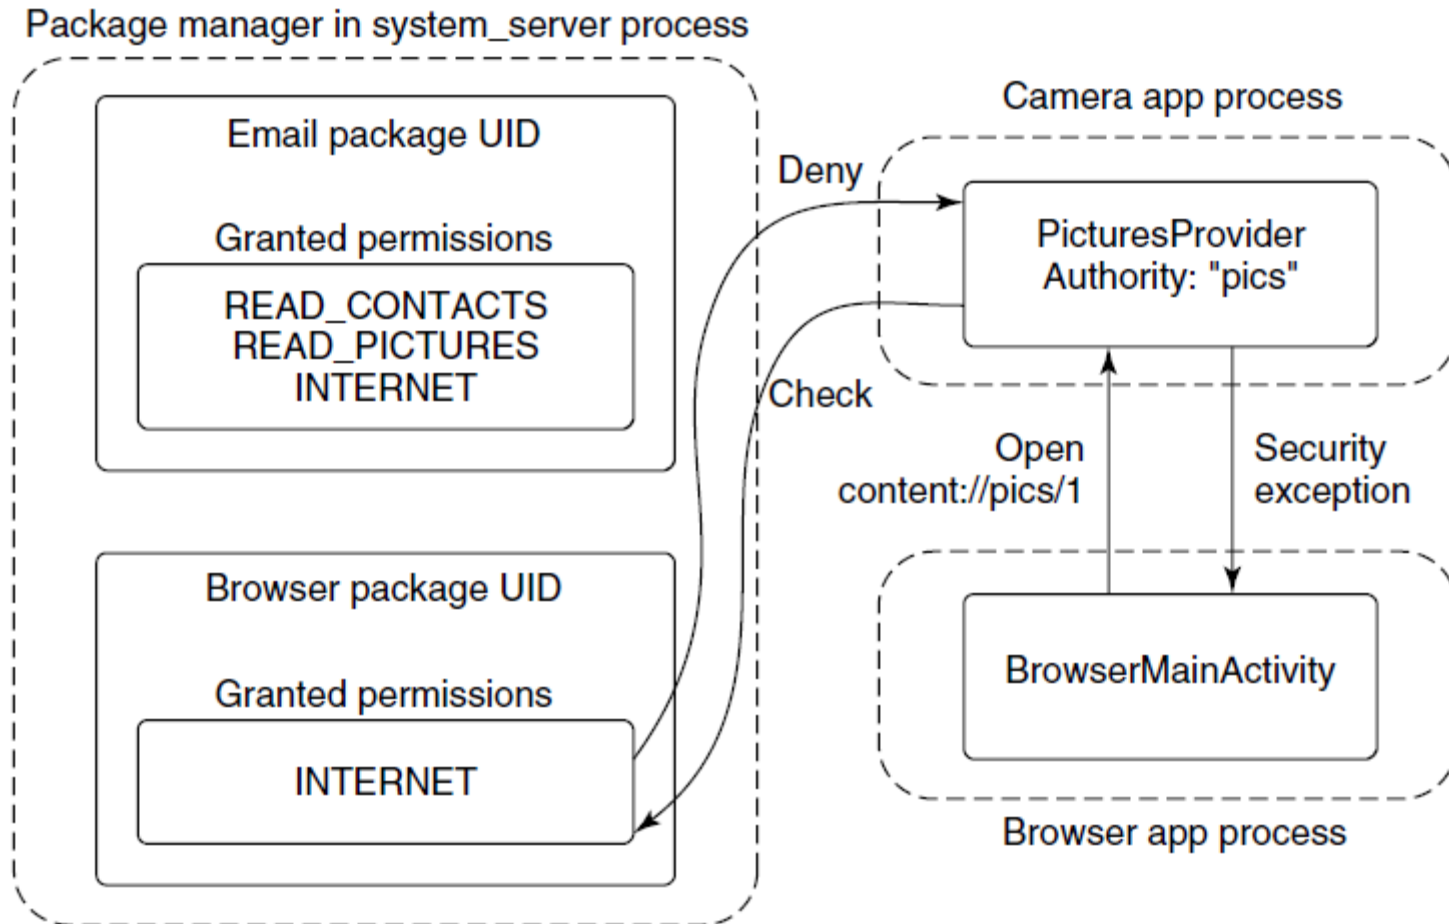 Package manager in system_server process
Email package UID
Granted permissions
READ_CONTACTS
READ_PICTURES
INTERNET
Browser package UID
Granted permissions
INTERNET
Deny
Check
Camera app process
PicturesProvider
Authority: "pics"
Open
content://pics/1
Security
exception
BrowserMainActivity
Browser app process